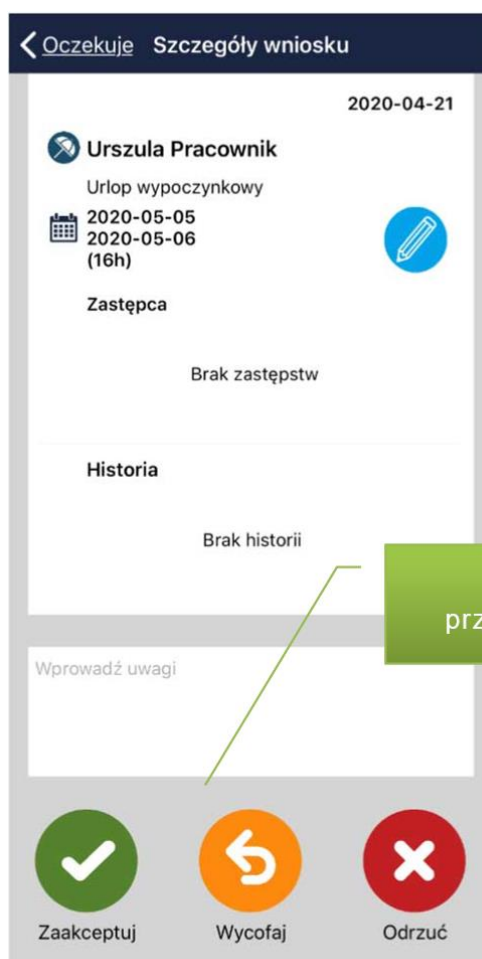 Oczekuje Szczegóły wniosku
2020-04-21
Urszula Pracownik
Urlop wypoczynkowy
2020-05-05
2020-05-06
(16h)
Zastępca
Brak zastępstw
Historia
Brak historii
prz
Wprowadź uwagi
Zaakceptuj Wycofaj Odrzuć